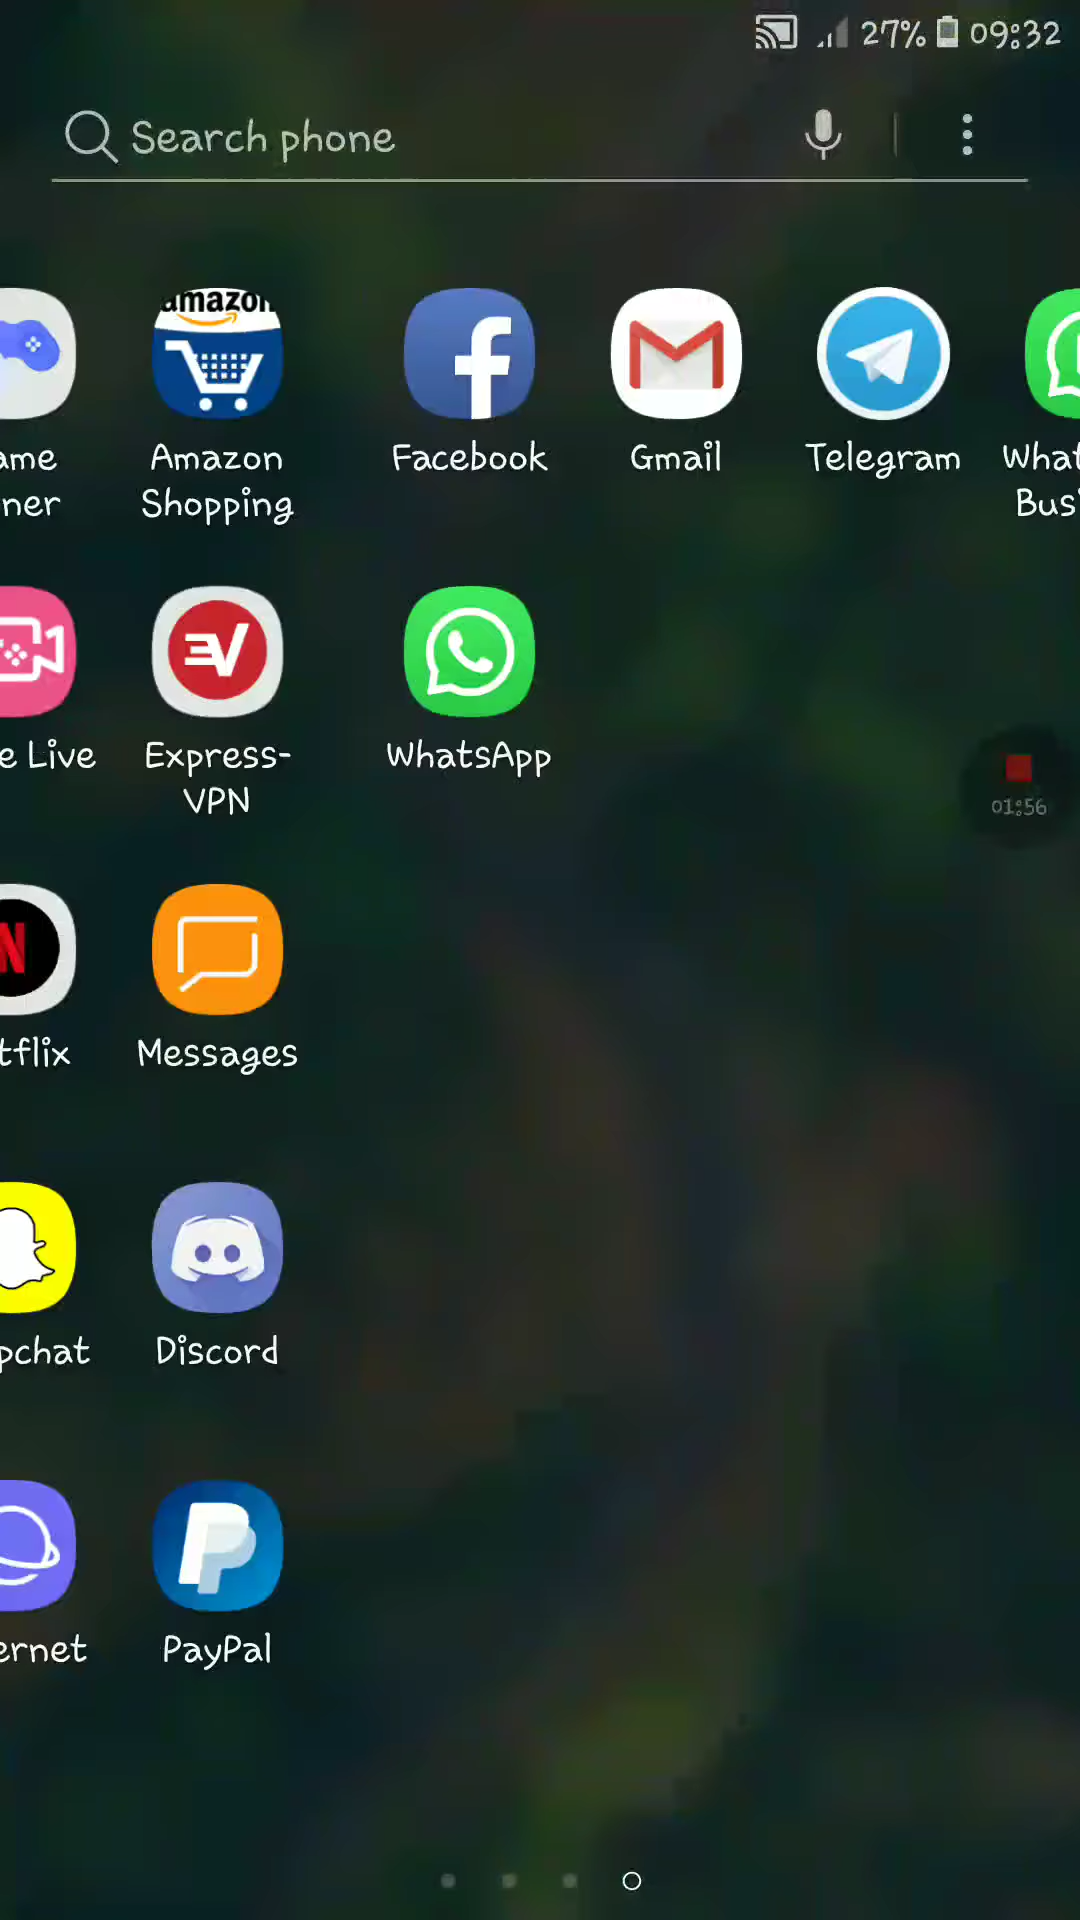 27% 09:32
Search phone
amazon
ame
ner
Amazon
Shopping
Facebook
Gmail
Telegram
What
Bus
e Live
Express-
VPN
WhatsApp
01:56
N
tflix
Messages
pchat
Discord
ernet
PayPal